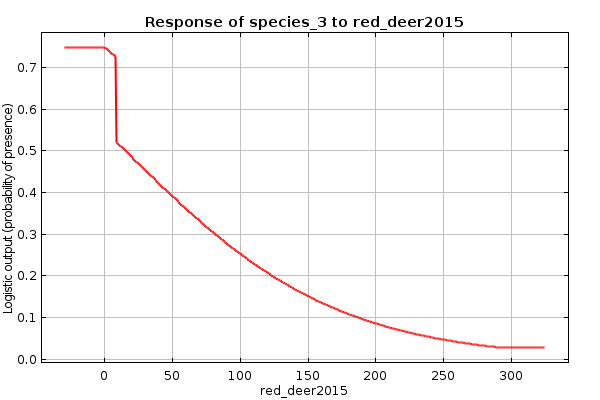 Response of species_3 to red_deer2015
Logistic output (probability of presence)
0.7
0.6
0.5
0.4
0.3
0.2
0.1
0.0
0 50 100 150 200 250 300
red_deer2015